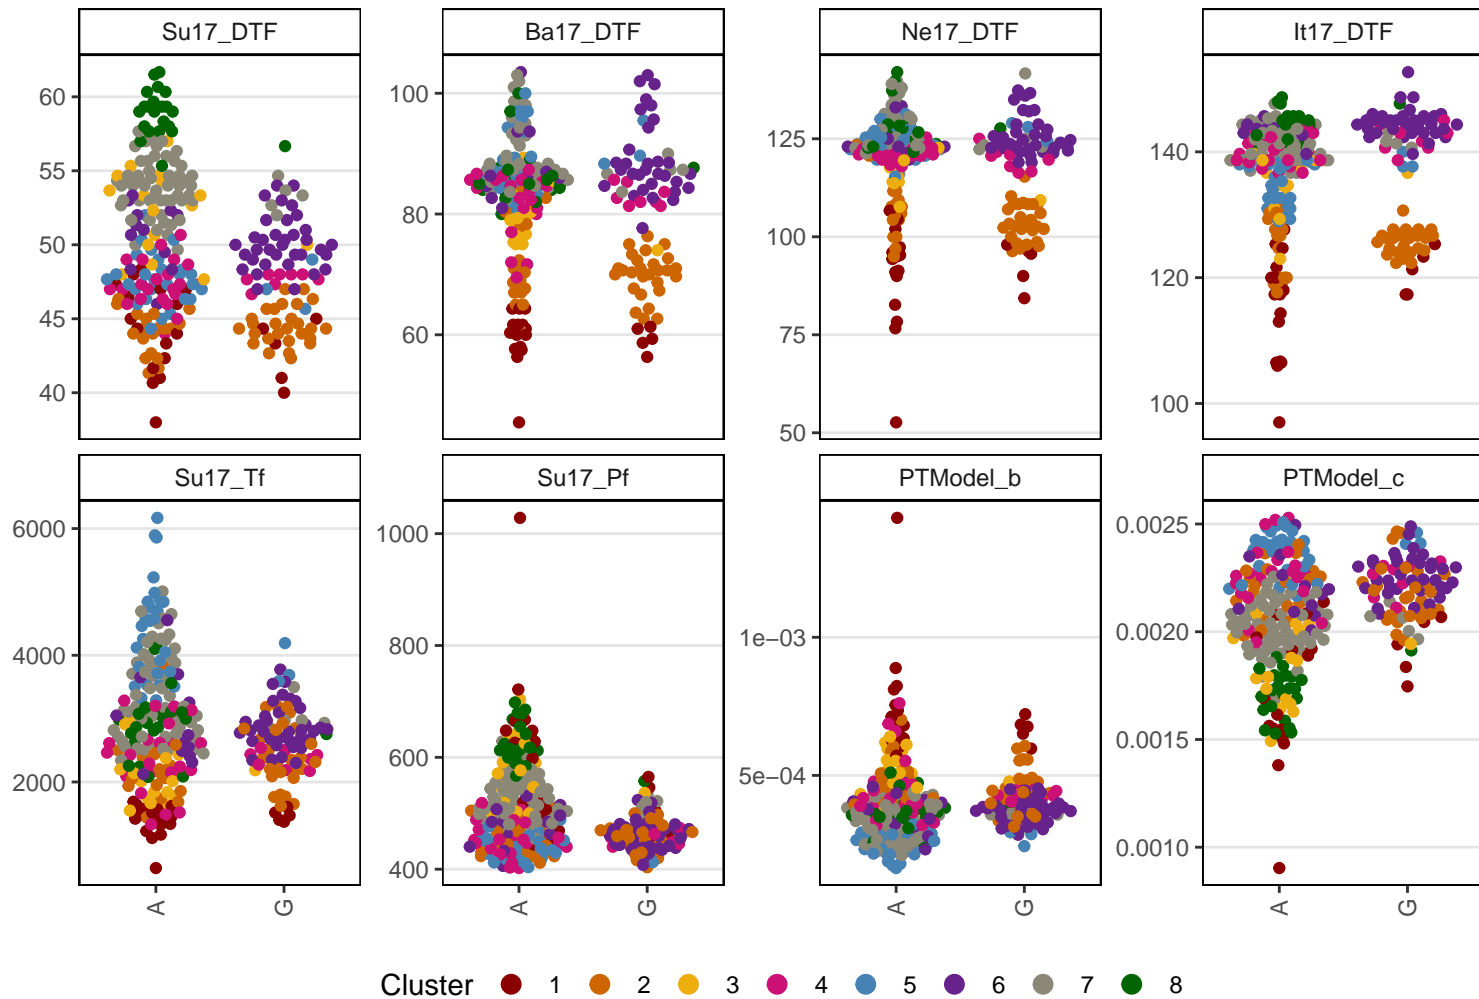 Su17_DTF
Ba17_DTF
Ne17_DTF
It17_DTF
60
55
50
45
40
100
80
60
125
100
75
50
140
120
100
Su17_Tf
Su17_Pf
PTModel_b
PTModel_c
6000
4000
2000
1000
800
600
400
1e−03
5e−04
0.0025
0.0020
0.0015
0.0010
A
G
A
G
A
G
A
G
Cluster 1 2 3 4 5 6 7 8